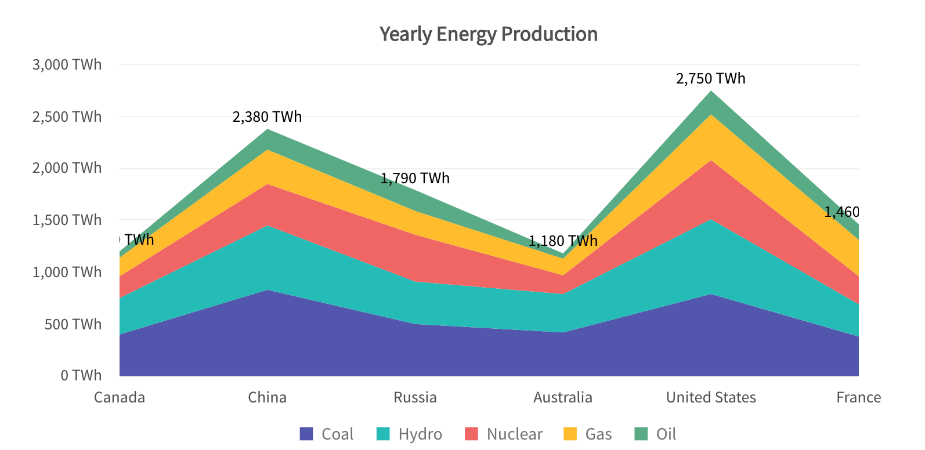 Yearly Energy Production
3,000 TWh
2,750 TWh
2,500 TWh
2,380 TWh
2,000 TWh
1,790 TWh
1,500 TWh
1,460
TWh
1,180 TWh
1,000 TWh
500 TWh
0 TWh
Canada China Russia Australia United States France
Coal Hydro Nuclear Gas Oil